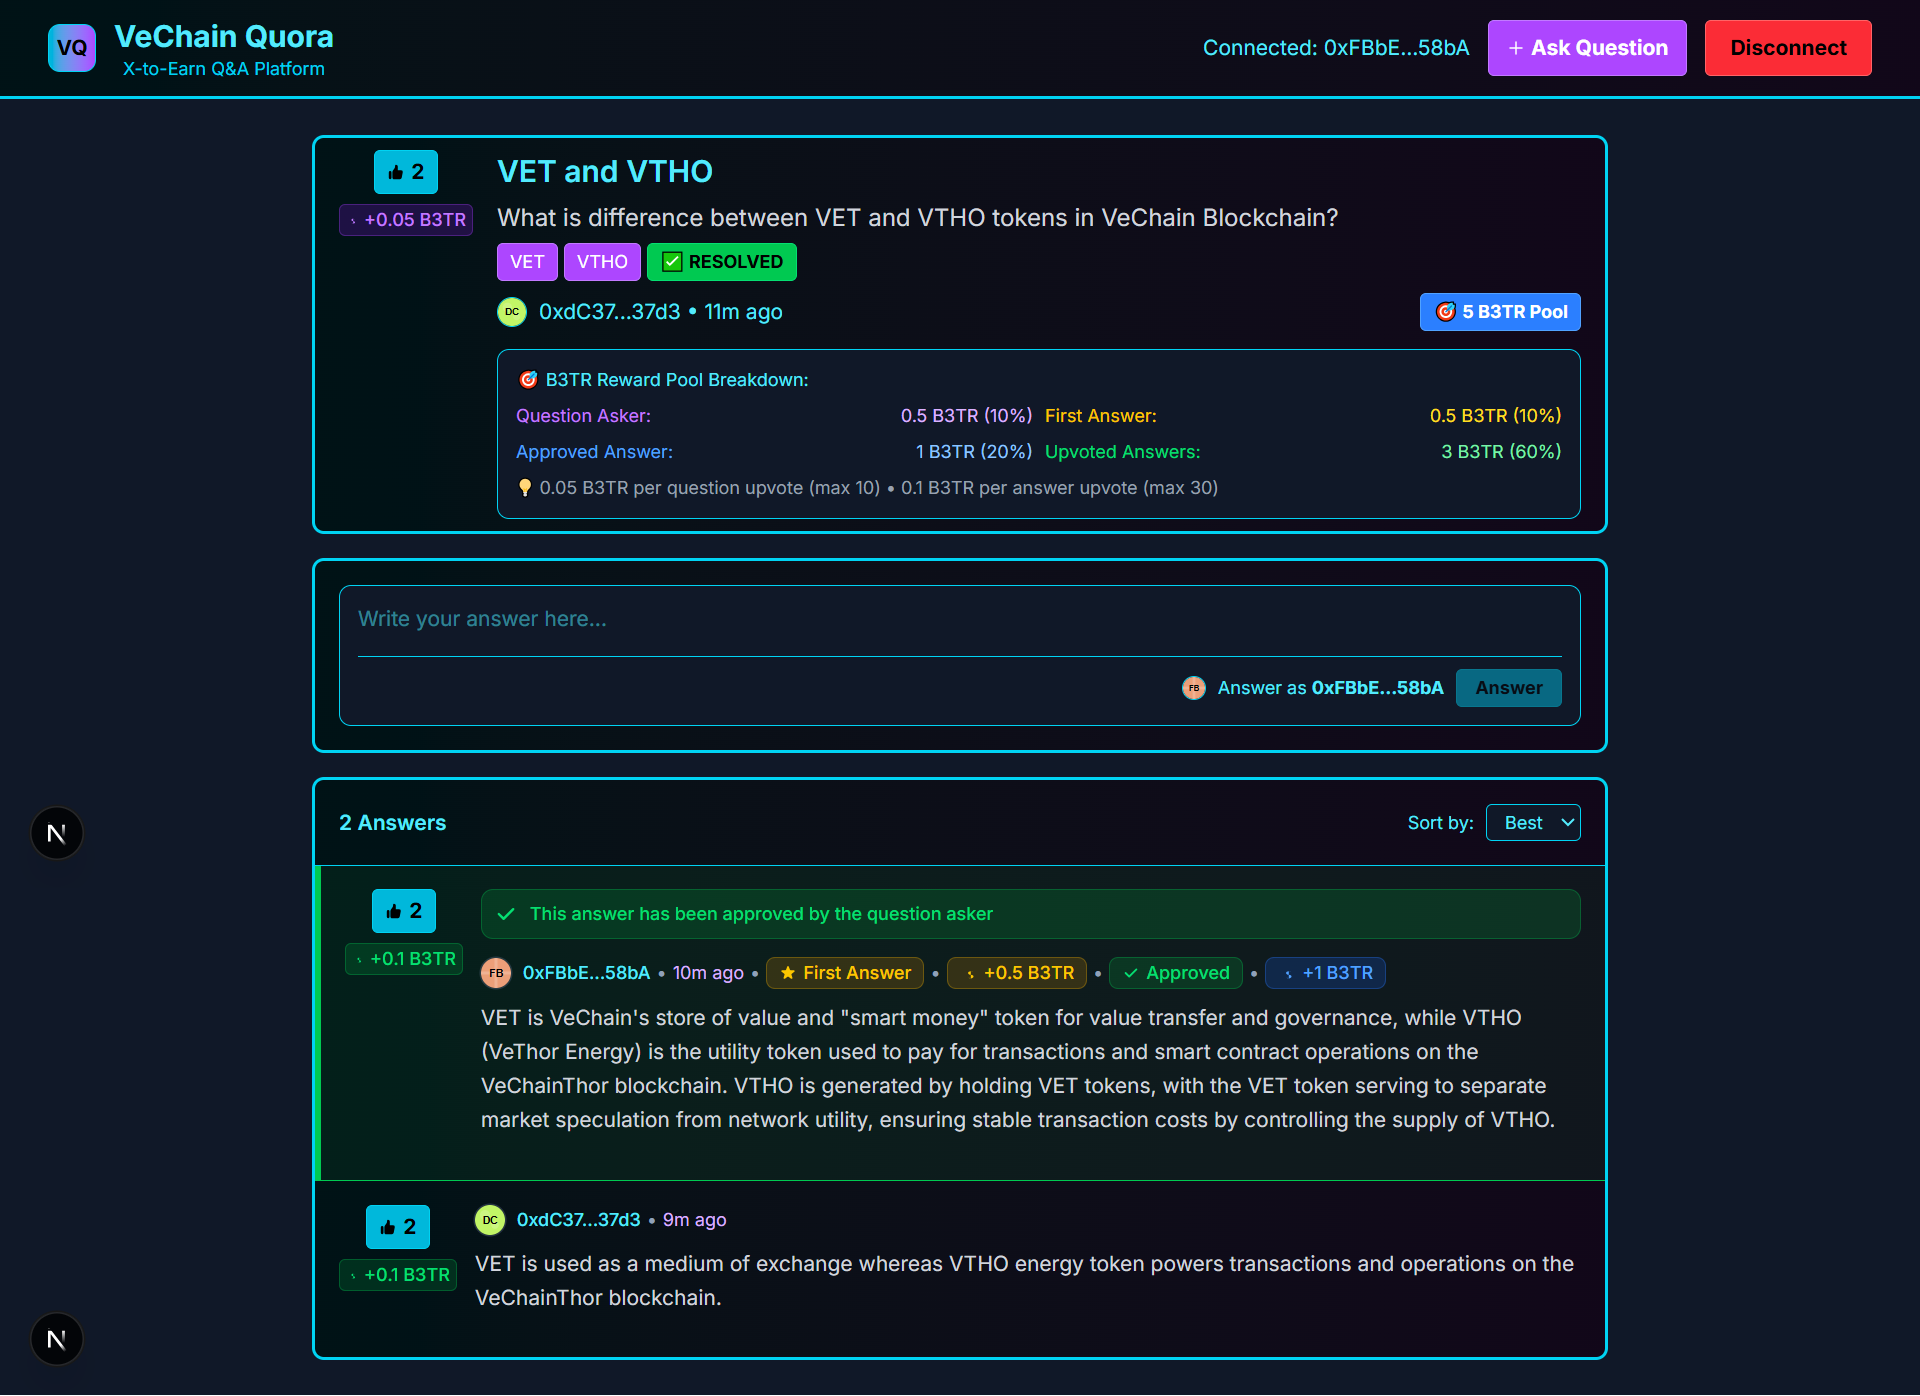 VQ
VeChain Quora
X-to-Earn Q&A Platform
Connected: 0xFBbE...58bA
+ Ask Question
Disconnect
2
+0.05 B3TR
VET and VTHO
What is difference between VET and VTHO tokens in VeChain Blockchain?
VET VTHO ✅ RESOLVED
DC 0xdC37...37d3 • 11m ago
🎯 5 B3TR Pool
🎯 B3TR Reward Pool Breakdown:
Question Asker: 0.5 B3TR (10%) First Answer: 0.5 B3TR (10%)
Approved Answer: 1 B3TR (20%) Upvoted Answers: 3 B3TR (60%)
💡 0.05 B3TR per question upvote (max 10) • 0.1 B3TR per answer upvote (max 30)
Write your answer here...
FB Answer as 0xFBbE...58bA Answer
2 Answers
Sort by: Best
2
+0.1 B3TR
This answer has been approved by the question asker
FB 0xFBbE...58bA • 10m ago • First Answer • +0.5 B3TR • Approved • +1 B3TR
VET is VeChain's store of value and "smart money" token for value transfer and governance, while VTHO
(VeThor Energy) is the utility token used to pay for transactions and smart contract operations on the
VeChainThor blockchain. VTHO is generated by holding VET tokens, with the VET token serving to separate
market speculation from network utility, ensuring stable transaction costs by controlling the supply of VTHO.
2
+0.1 B3TR
DC 0xdC37...37d3 • 9m ago
VET is used as a medium of exchange whereas VTHO energy token powers transactions and operations on the
VeChainThor blockchain.
N
N